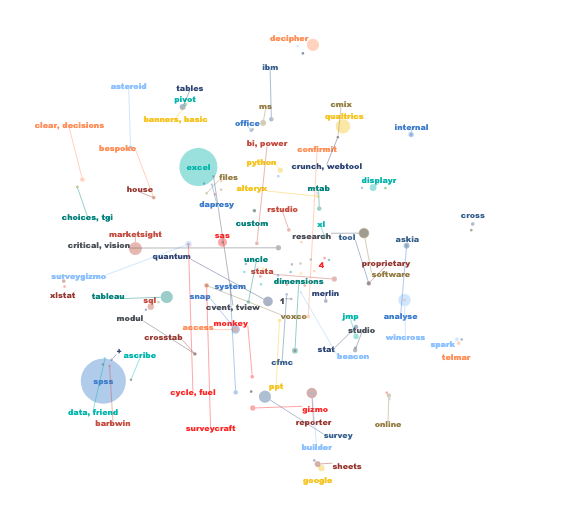 decipher
ibm
asteroid
tables
pivot
ms
cmix
banners, basic
qualtrics
clear, decisions
office
internal
bespoke
bi, power
confirmit
python
crunch, webtool
excel
files
displayr
house
alteryx
mtab
dapresy
rstudio
choices, tgi
custom
xl
cross
marketsight
sas
research
tool
askia
critical, vision
quantum
uncle
stata
4
proprietary
surveygizmo
software
dimensions
xlstat
tableau
snap
system
merlin
sql
cvent, tview
1
modul
voxco
jmp
analyse
access
monkey
studio
crosstab
wincross
spark
+
ascribe
stat
beacon
telmar
cfmc
spss
cycle, fuel
ppt
data, friend
gizmo
barbwin
surveycraft
reporter
online
survey
builder
sheets
google